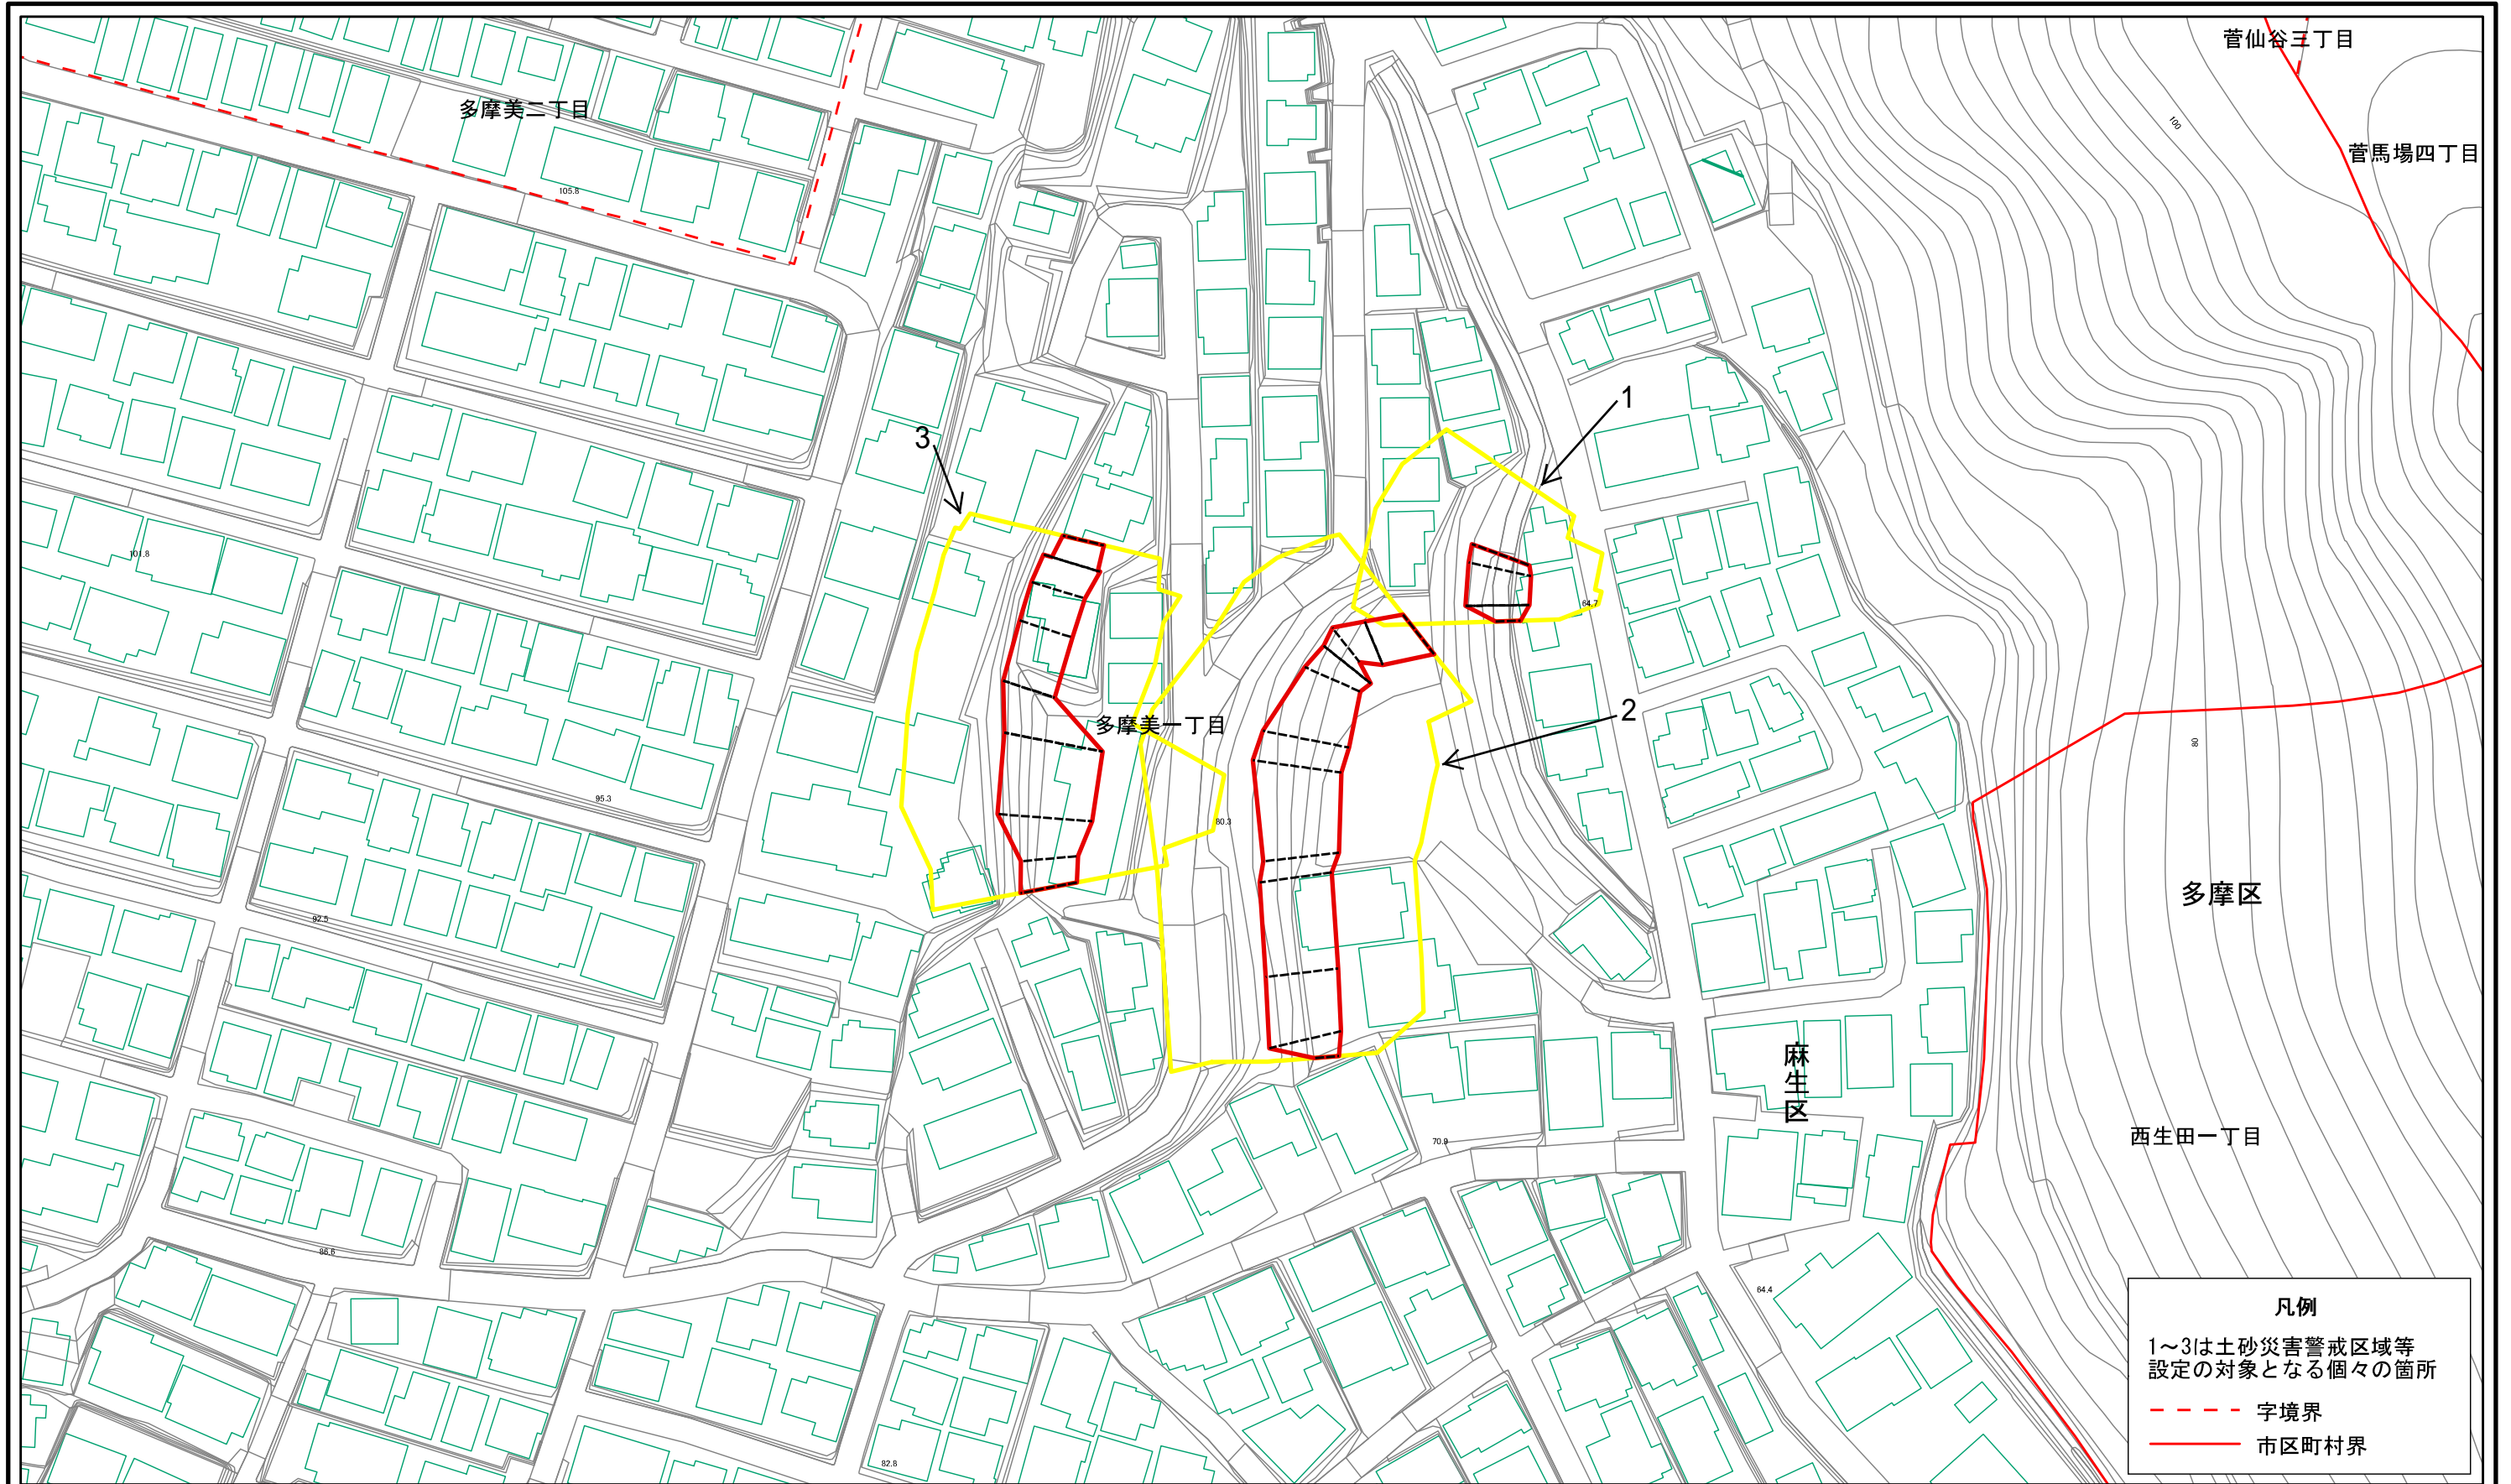 菅仙谷三丁目
100
多摩美二丁目
菅馬場四丁目
105.8
1
3
101.8
64.7
2
多摩美一丁目
80
95.3
80.3
多摩区
92.5
麻生区
西生田一丁目
70.9
86.6
64.4
82.8
凡例
1～3は土砂災害警戒区域等
設定の対象となる個々の箇所
字境界
市区町村界